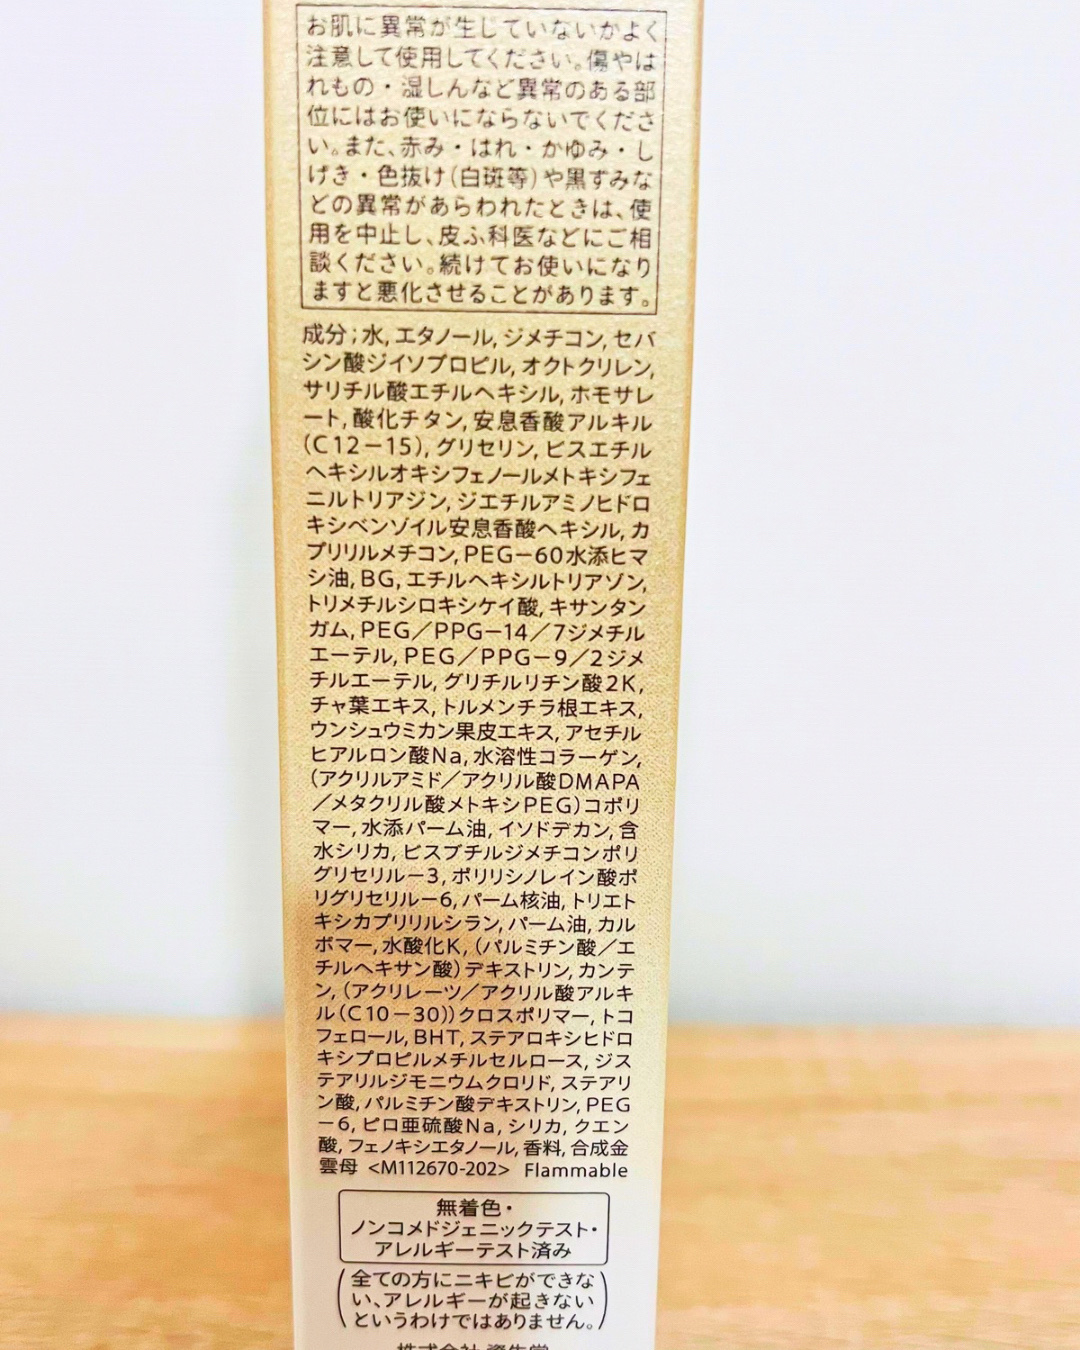 お肌に異常が生じていないかよく
注意して使用してください。傷やは
れもの・湿しんなど異常のある部
位にはお使いにならないでくださ
い。また、赤み・はれ・かゆみ・し
げき・色抜け(白斑等)や黒ずみな
どの異常があらわれたときは、使
用を中止し、皮ふ科医などにご相
談ください。続けてお使いになり
ますと悪化させることがあります。
成分;水,エタノール,ジメチコン,セバ
シン酸ジイソプロピル,オクトクリレン,
サリチル酸エチルヘキシル,ホモサレ
ート,酸化チタン,安息香酸アルキル
(C12-15),グリセリン,ビスエチル
ヘキシルオキシフェノールメトキシフェ
ニルトリアジン,ジエチルアミノヒドロ
キシベンゾイル安息香酸ヘキシル,カ
プリリルメチコン,PEG-60水添ヒマ
シ油,BG,エチルヘキシルトリアゾン,
トリメチルシロキシケイ酸,キサンタン
ガム,PEG/PPG-14/7ジメチル
エーテル,PEG/PPG-9/2ジメ
チルエーテル,グリチルリチン酸2K,
チャ葉エキス,トルメンチラ根エキス,
ウンシュウミカン果皮エキス,アセチル
ヒアルロン酸Na,水溶性コラーゲン,
(アクリルアミド/アクリル酸DMAPA
/メタクリル酸メトキシPEG)コポリ
マー,水添パーム油,イソドデカン,含
水シリカ,ビスブチルジメチコンポリ
グリセリル-3,ポリリシノレイン酸ポ
リグリセリル-6,パーム核油,トリエト
キシカプリリルシラン,パーム油,カル
ボマー,水酸化K,(パルミチン酸/エ
チルヘキサン酸)デキストリン,カンテ
ン,(アクリレーツ/アクリル酸アルキ
ル(C10-30))クロスポリマー,トコ
フェロール,BHT,ステアロキシヒドロ
キシプロピルメチルセルロース,ジス
テアリルジモニウムクロリド,ステアリ
ン酸,パルミチン酸デキストリン,PEG
-6,ピロ亜硫酸Na,シリカ,クエン
酸,フェノキシエタノール,香料,合成金
雲母 <M112670-202> Flammable
無着色・
ノンコメドジェニックテスト・
アレルギーテスト済み
(全ての方にニキビができな
い、アレルギーが起きない
というわけではありません。)